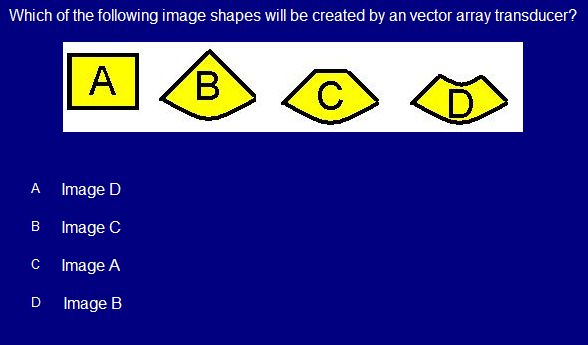 Which of the following image shapes will be created by an vector array transducer?
A B C D
A Image D
B Image C
C Image A
D Image B